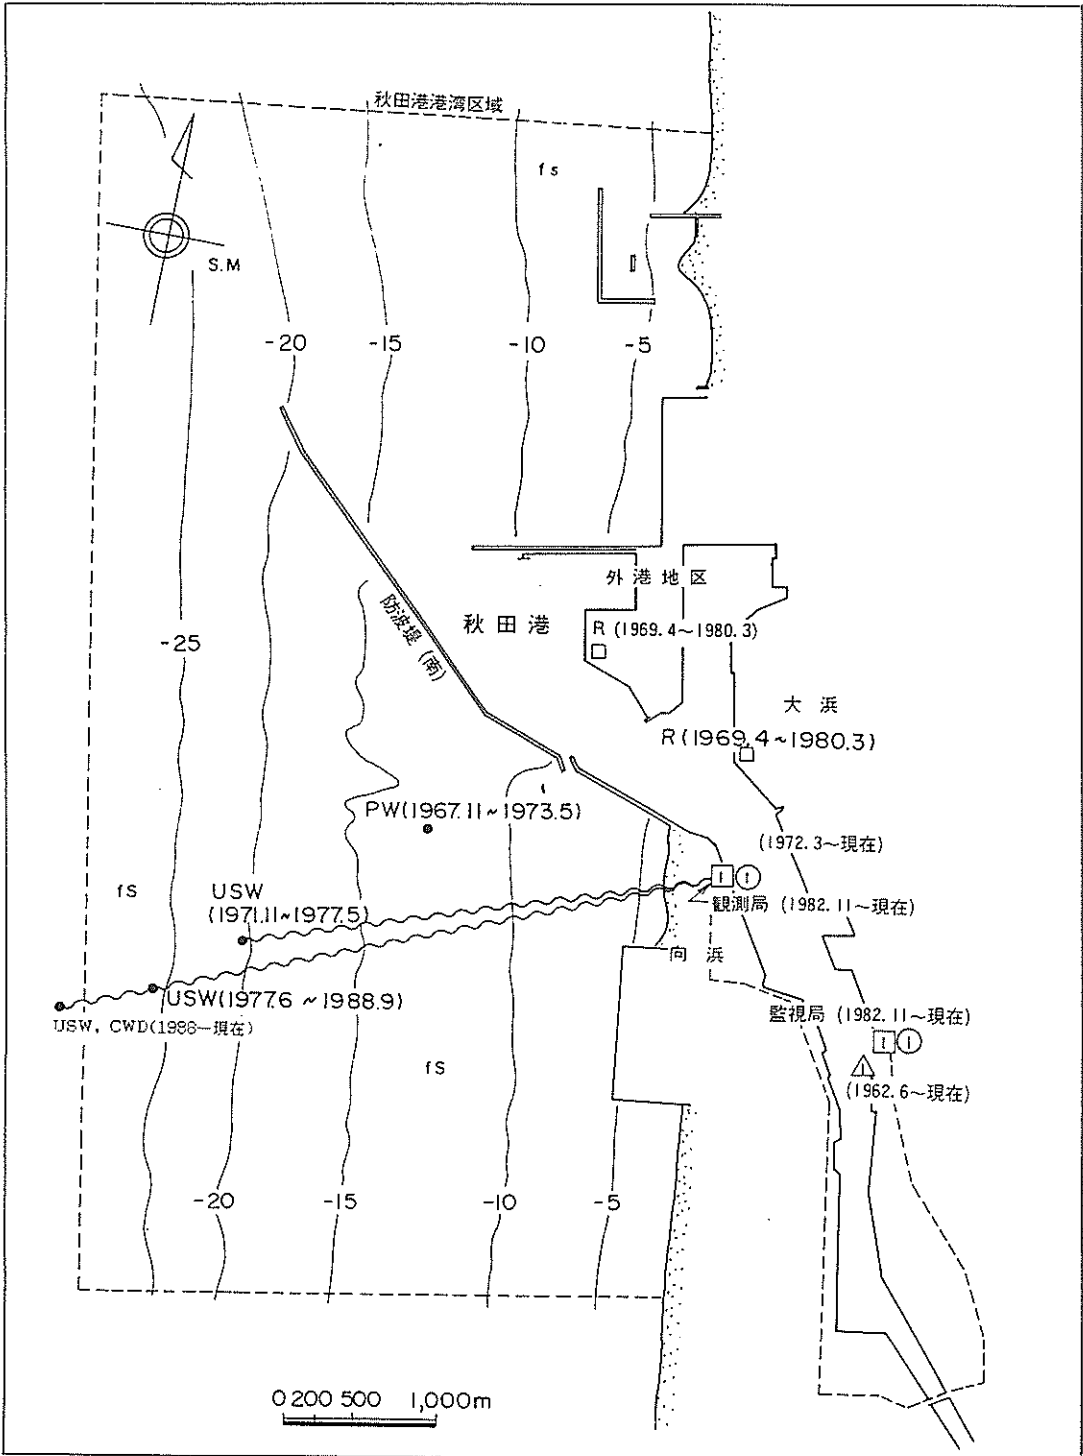 秋田港港湾区域
fs
S.M
-20
-15
-10
-5
外港地区
防波堤(南)
秋田港
R (1969.4～1980.3)
-25
大浜
R(1969.4～1980.3)
PW(1967.11～1973.5)
(1972.3～現在)
fS
USW
(1971.11～1977.5)
観測局 (1982.11～現在)
向浜
USW(1977.6 ～1988.9)
監視局 (1982.11～現在)
USW, CWD(1988～現在)
fS
(1962.6～現在)
-20
-15
-10
-5
0 200 500 1,000m